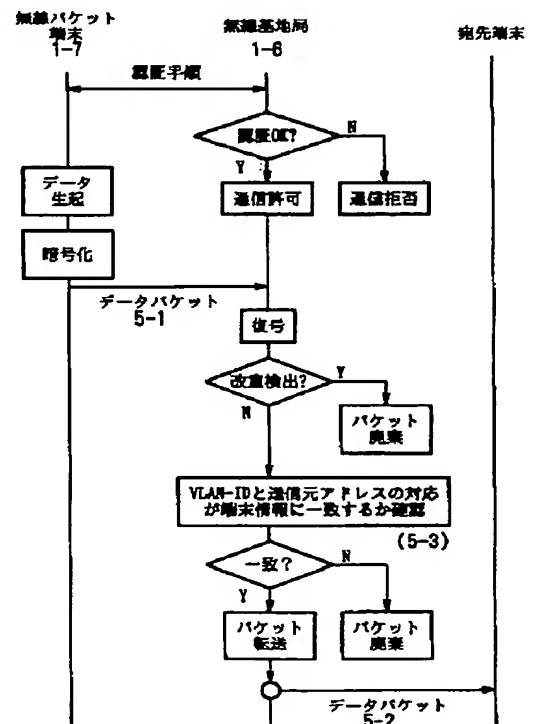 無線パケット
端末
1-7
無線基地局
1-6
宛先端末
認証手順
認証OK?
N
Y
データ
生起
通信許可
通信拒否
暗号化
データパケット
5-1
復号
改竄検出?
Y
N
パケット
廃棄
VLAN-IDと送信元アドレスの対応
が端末情報に一致するか確認
(5-3)
一致?
N
Y
パケット
転送
パケット
廃棄
データパケット
5-2